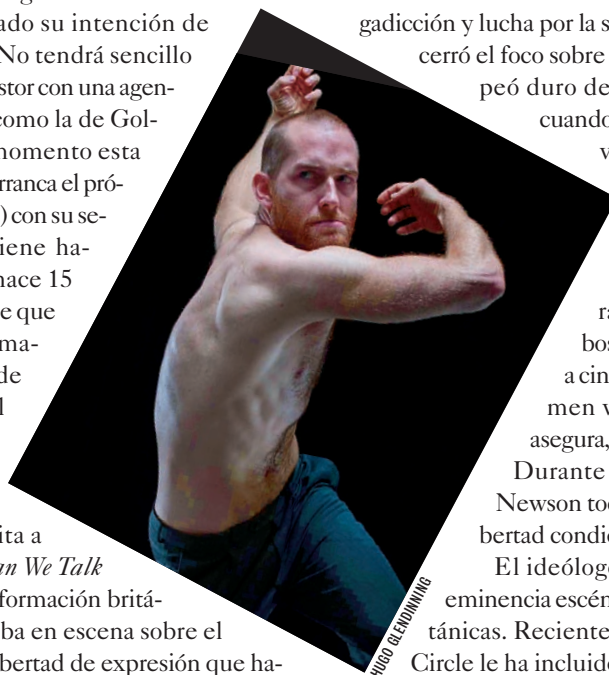 ado su intención de
No tendrá sencillo
stor con una agen-
como la de Gol-
momento esta
rranca el pró-
) con su se-
iene ha-
hace 15
e que
ma-
de
l
ita a
an We Talk
formación britá-
ba en escena sobre el
bertad de expresión que ha-
HUGO GLENDINNING
gadicción y lucha por la s
cerró el foco sobre
peó duro de
cuando
v
ra
bos
a cin
men v
asegura,
Durante
Newson too
bertad condic
El ideólogo
eminencia escén
tánicas. Reciente
Circle le ha incluido